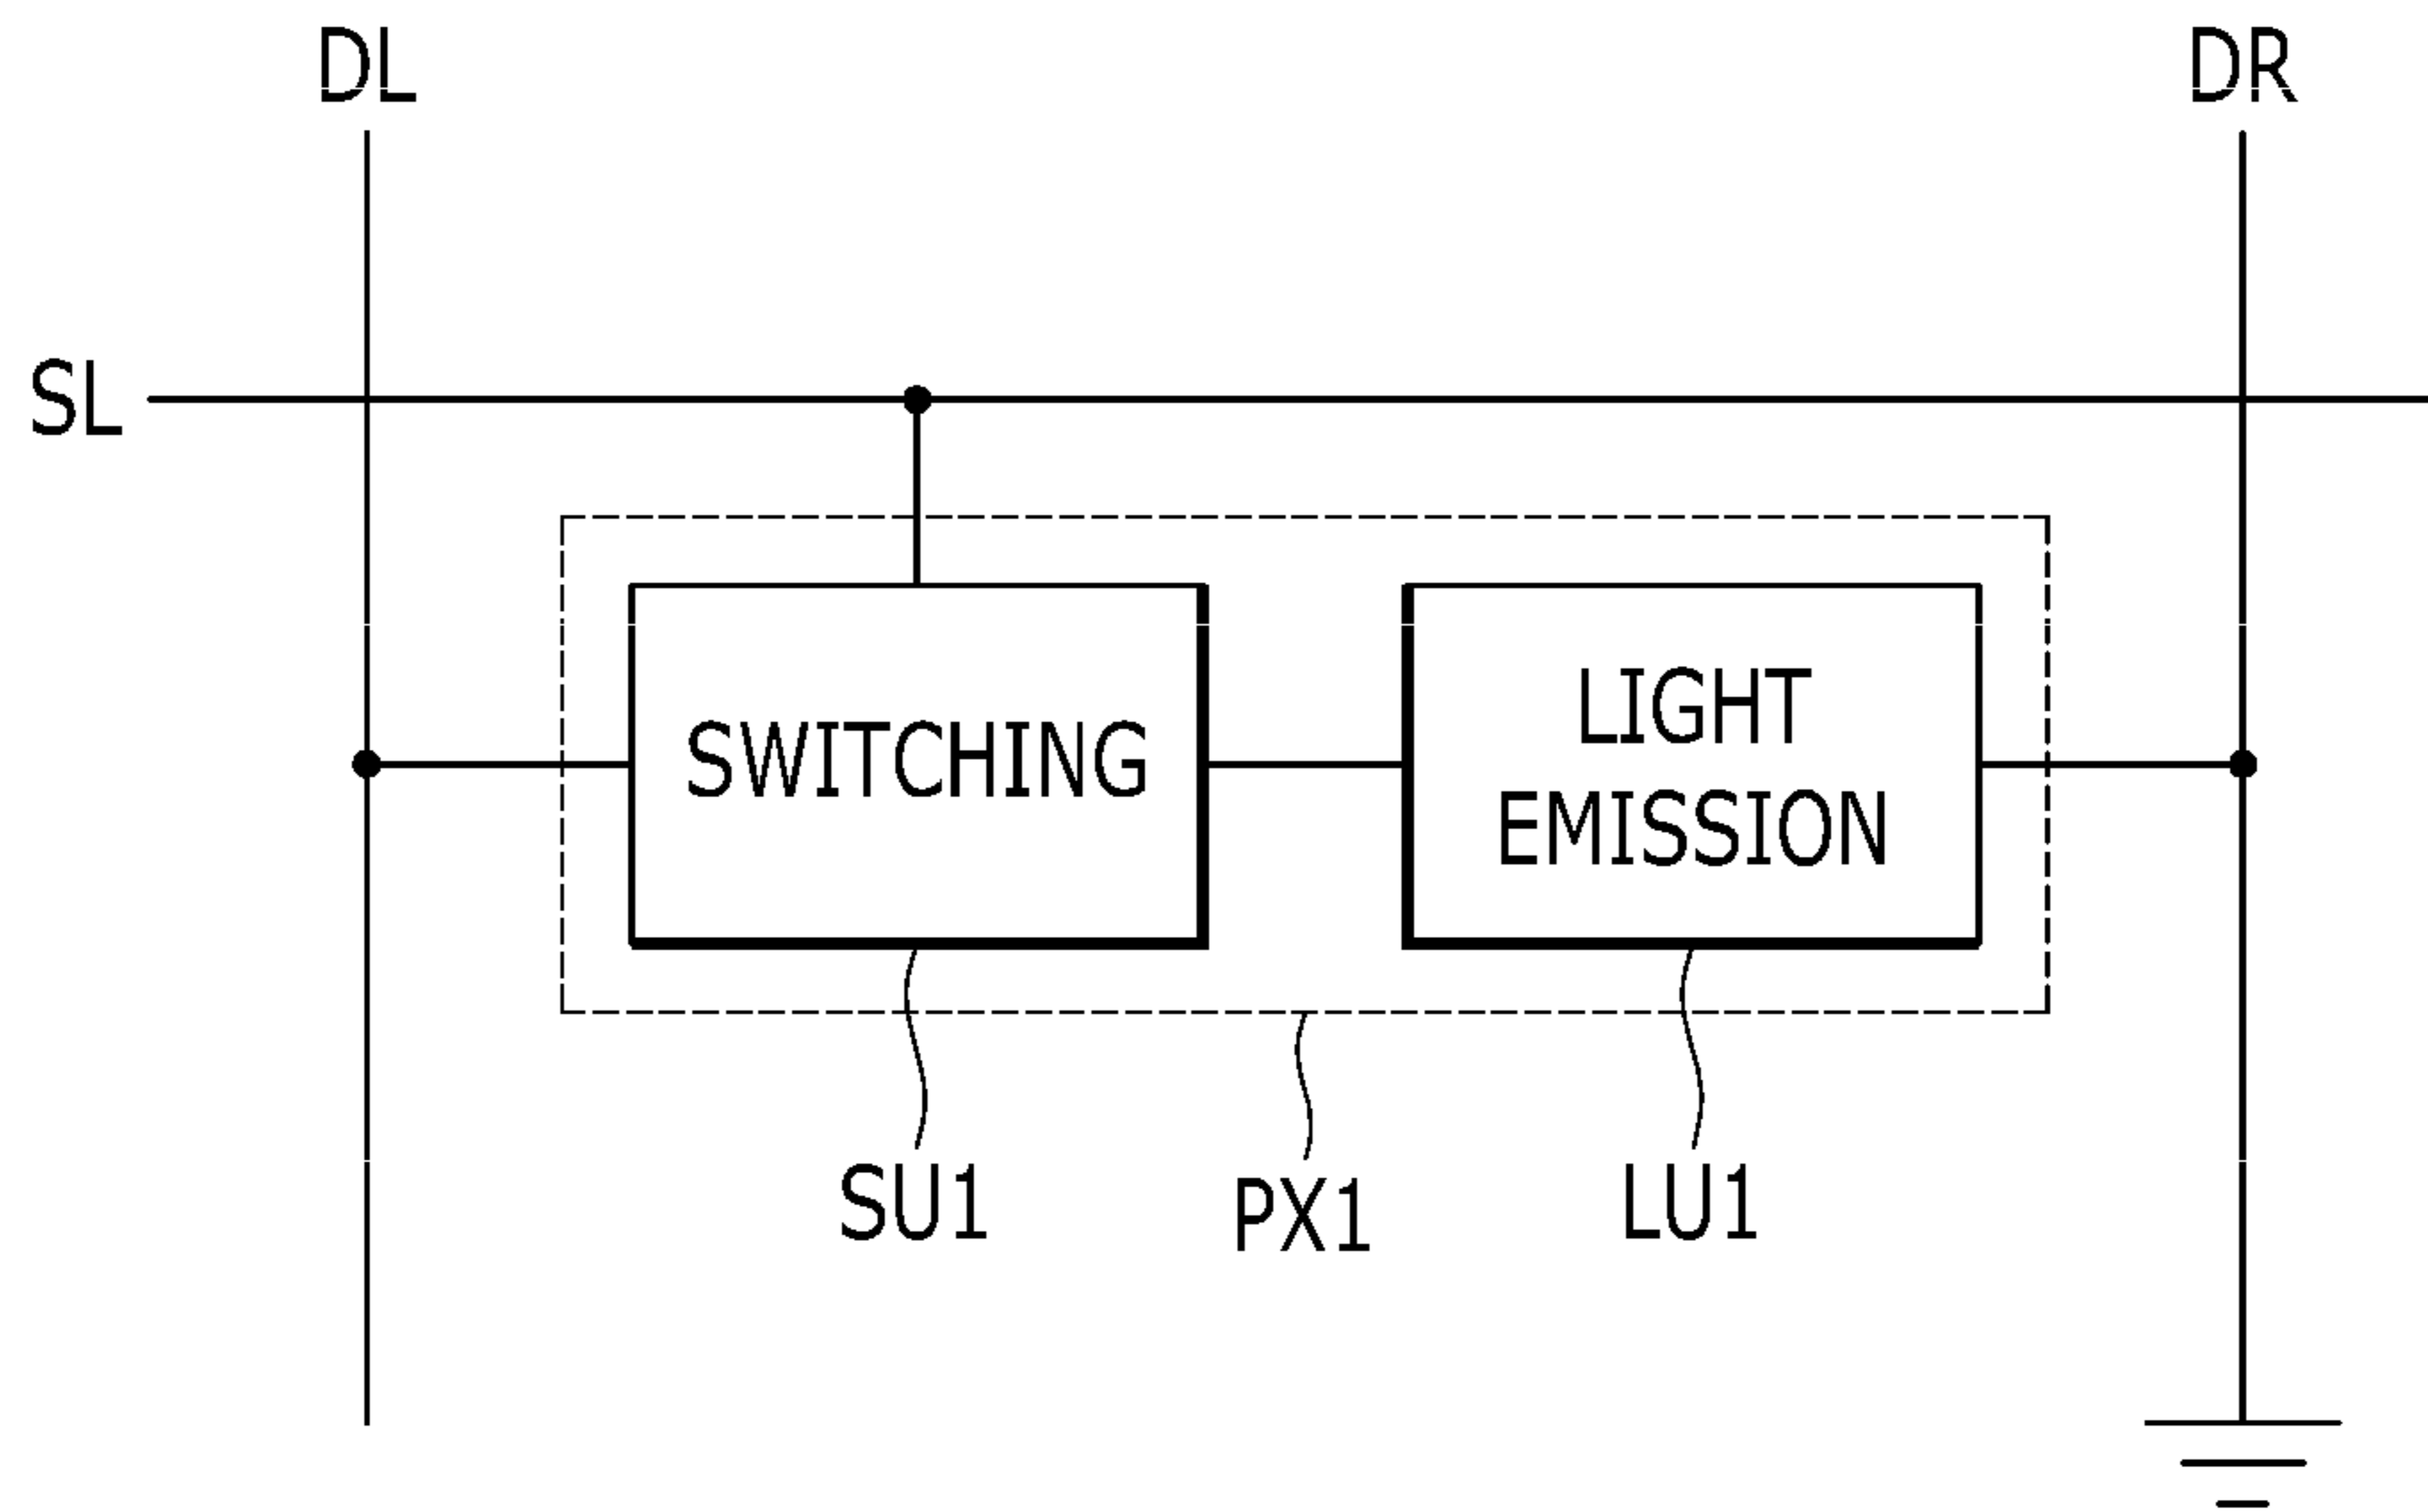 DL
DR
SL
SWITCHING
LIGHT
EMISSION
SU1
PX1
LU1